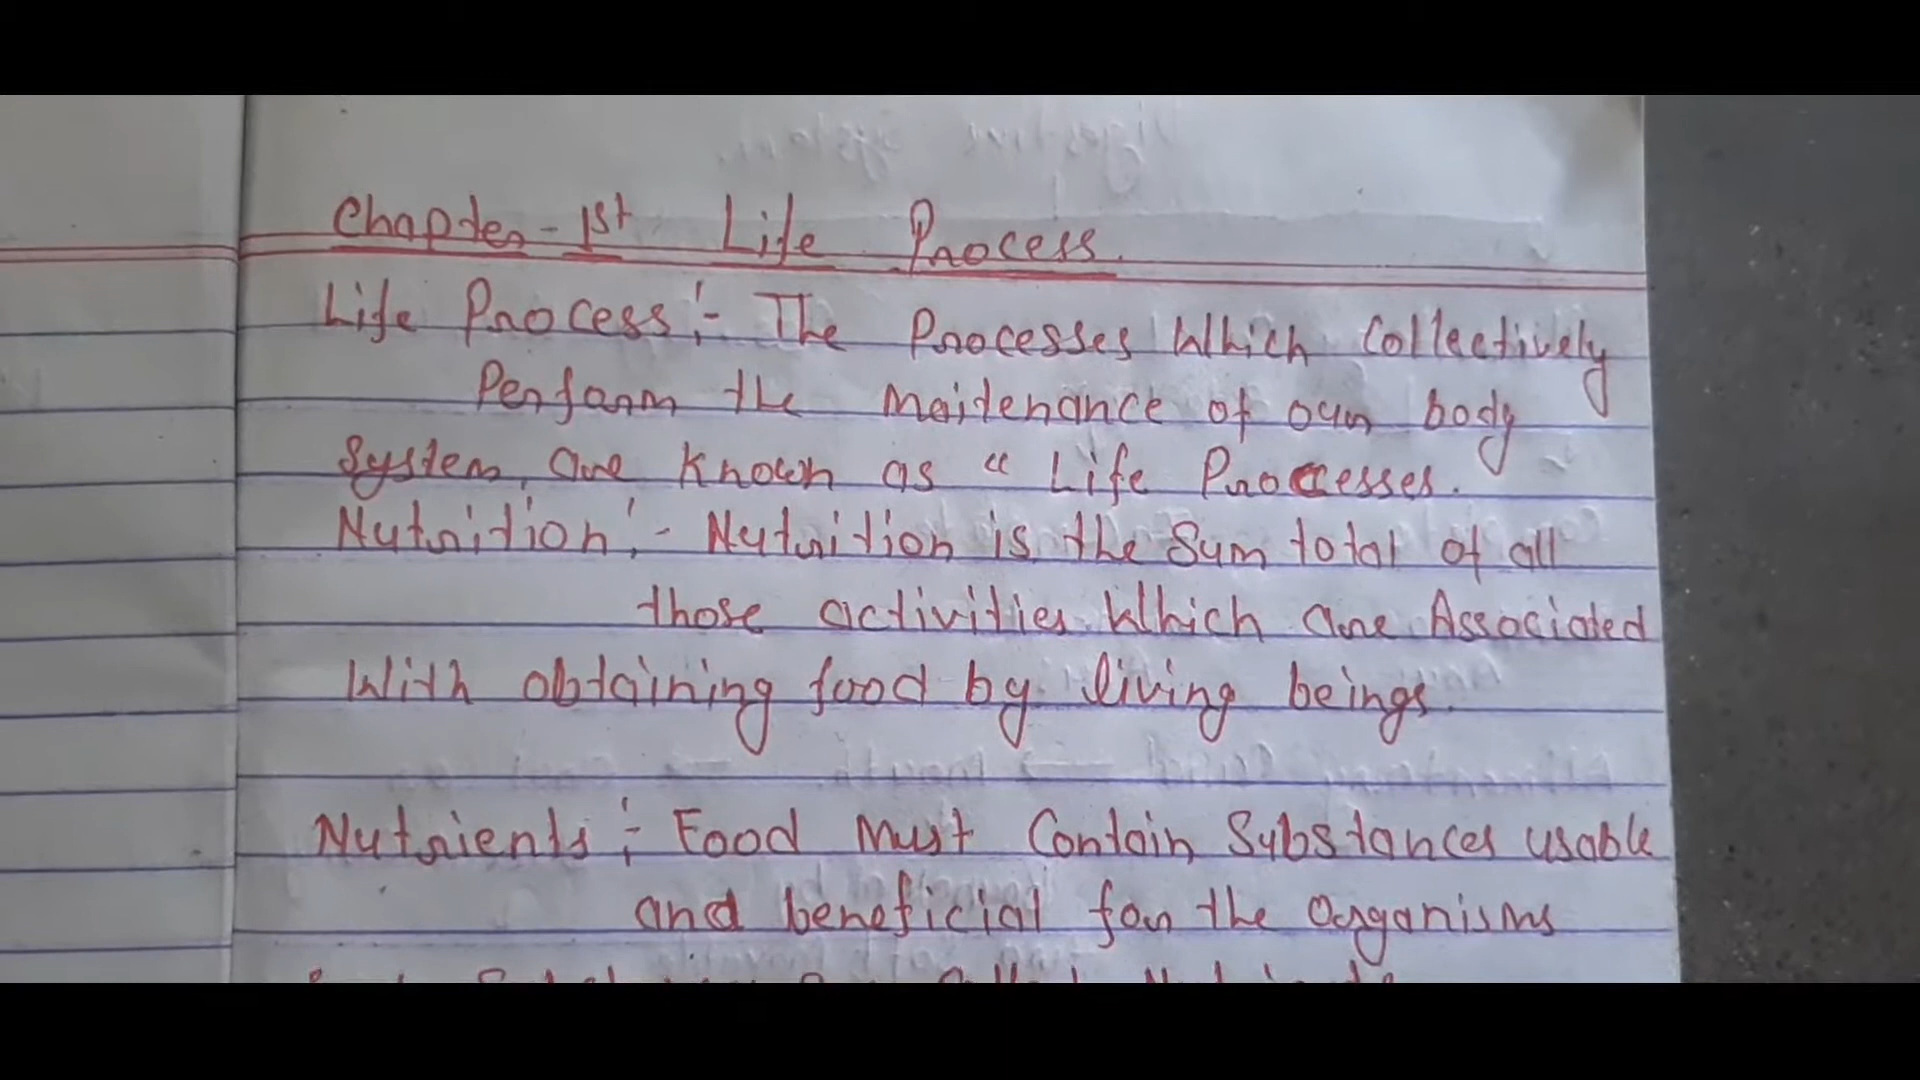 Chapter - 1st Life Process.
Life Process :- The Processes Which Collectively
Perform the maitenance of our body
System, are known as “ Life Processes.
Nutrition :- Nutrition is the Sum total of all
those activities Which are Associated
With obtaining food by living beings.
Nutrients :- Food must Contain Substances usable
and beneficial for the organisms